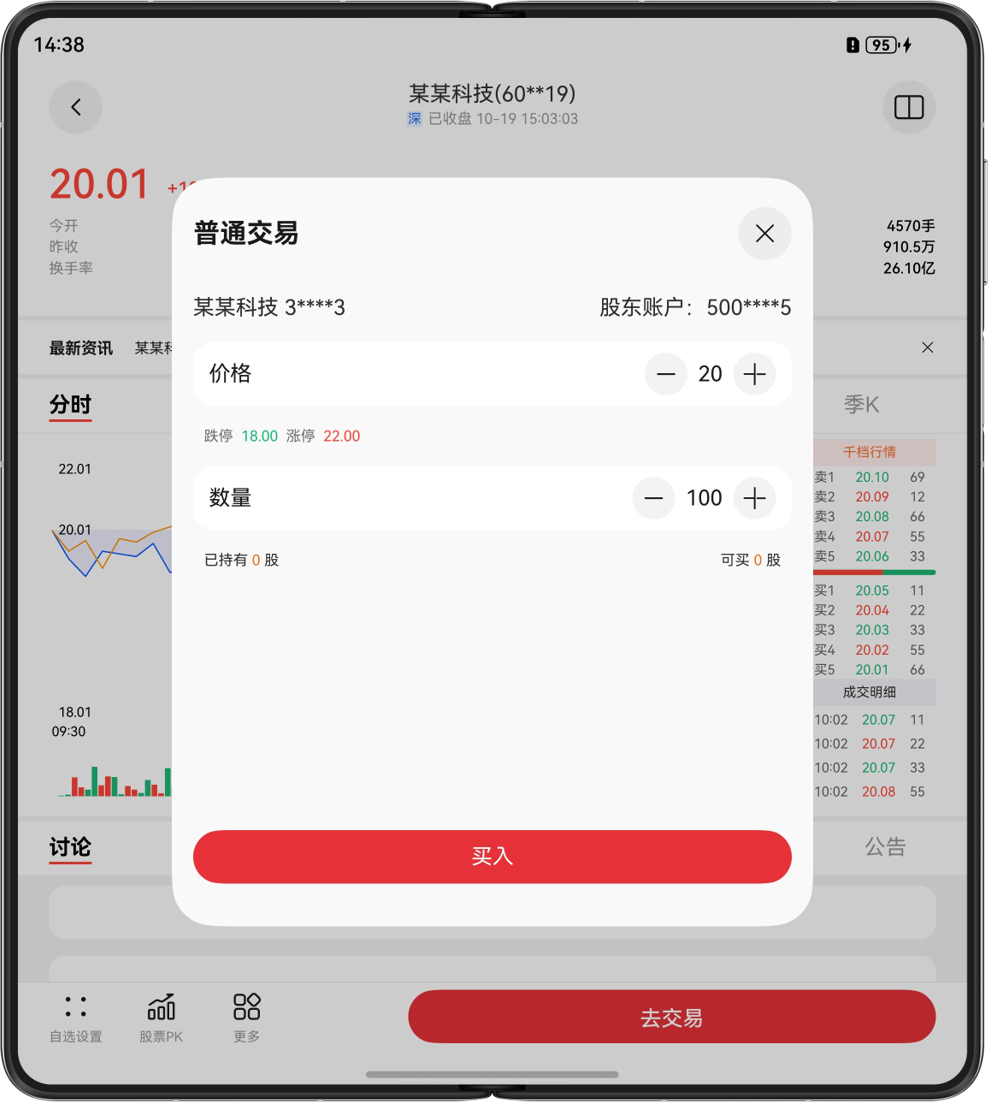 14:38
95
某某科技(60**19)
深 已收盘 10-19 15:03:03
20.01
今开
昨收
换手率
4570手
910.5万
26.10亿
普通交易
某某科技 3****3
股东账户： 500****5
价格
20
跌停 18.00 涨停 22.00
数量
100
已持有 0 股
可买 0 股
买入
最新资讯 某某
分时
季K
22.01
20.01
18.01
09:30
千档行情
卖1 20.10 69
卖2 20.09 12
卖3 20.08 66
卖4 20.07 55
卖5 20.06 33
买1 20.05 11
买2 20.04 22
买3 20.03 33
买4 20.02 55
买5 20.01 66
成交明细
10:02 20.07 11
10:02 20.07 22
10:02 20.07 33
10:02 20.08 55
讨论
公告
自选设置
股票PK
更多
去交易